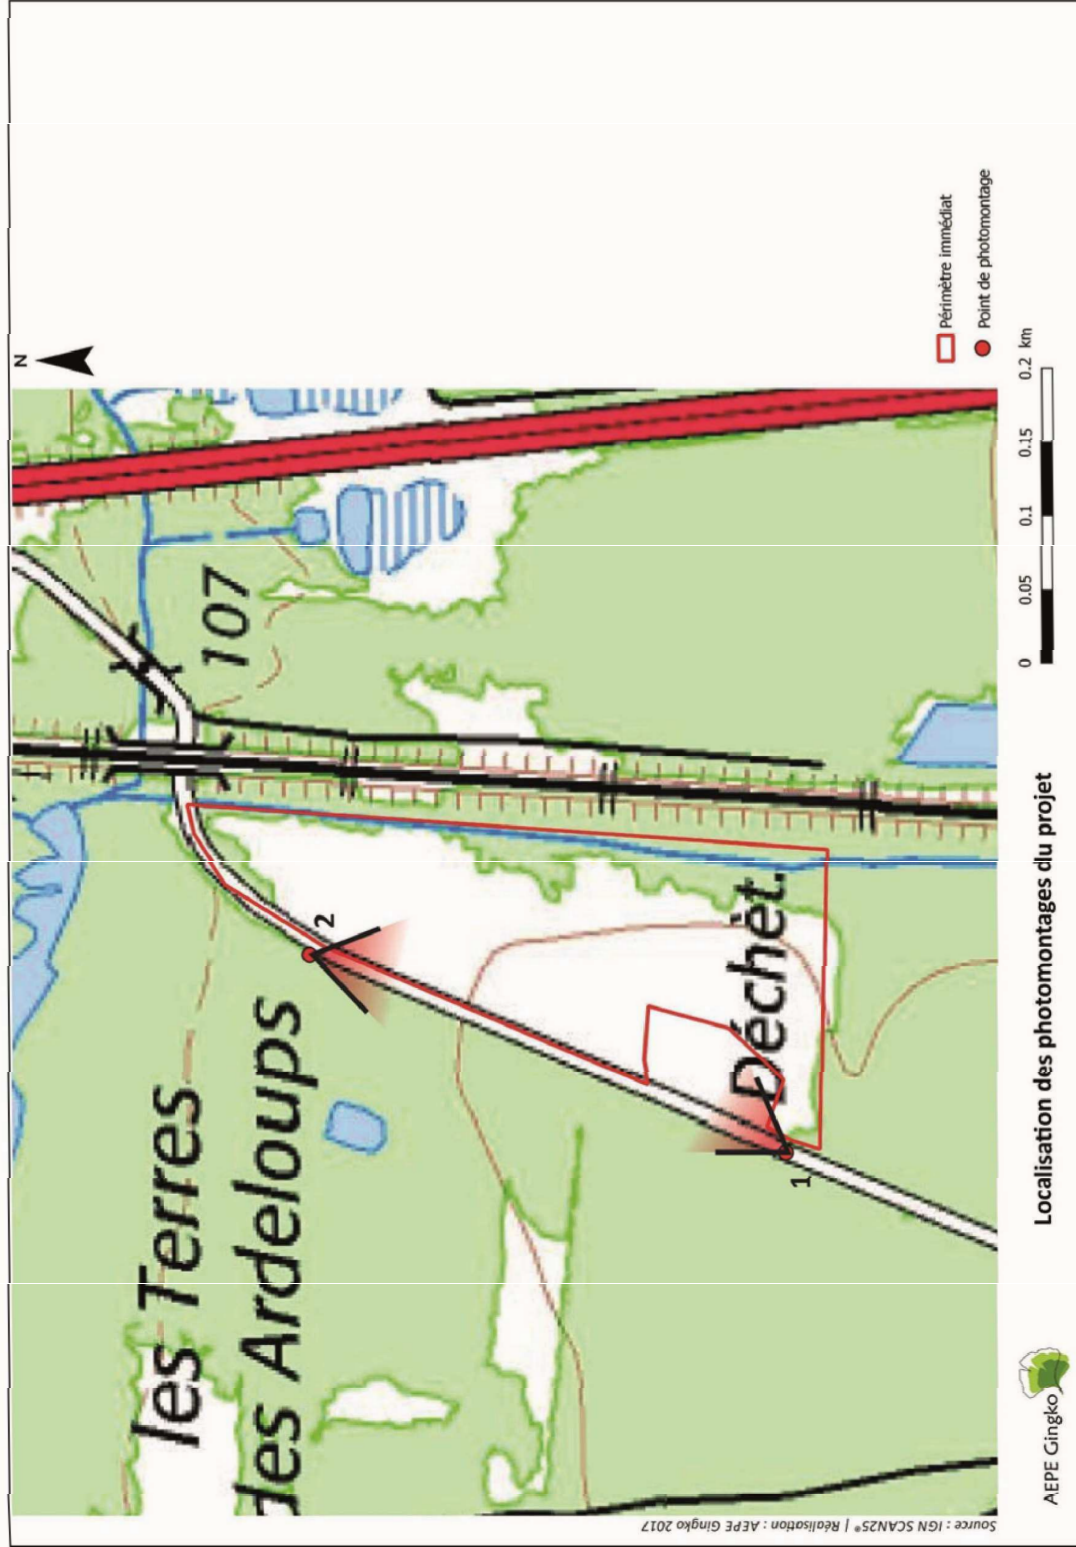 N
les Terres
des Ardeloups
107
2
1
Déchèt.
Périmètre immédiat
Point de photomontage
0 0.05 0.1 0.15 0.2 km
Localisation des photomontages du projet
AEPE Gingko
Source : IGN SCAN25® | Réalisation : AEPE Gingko 2017